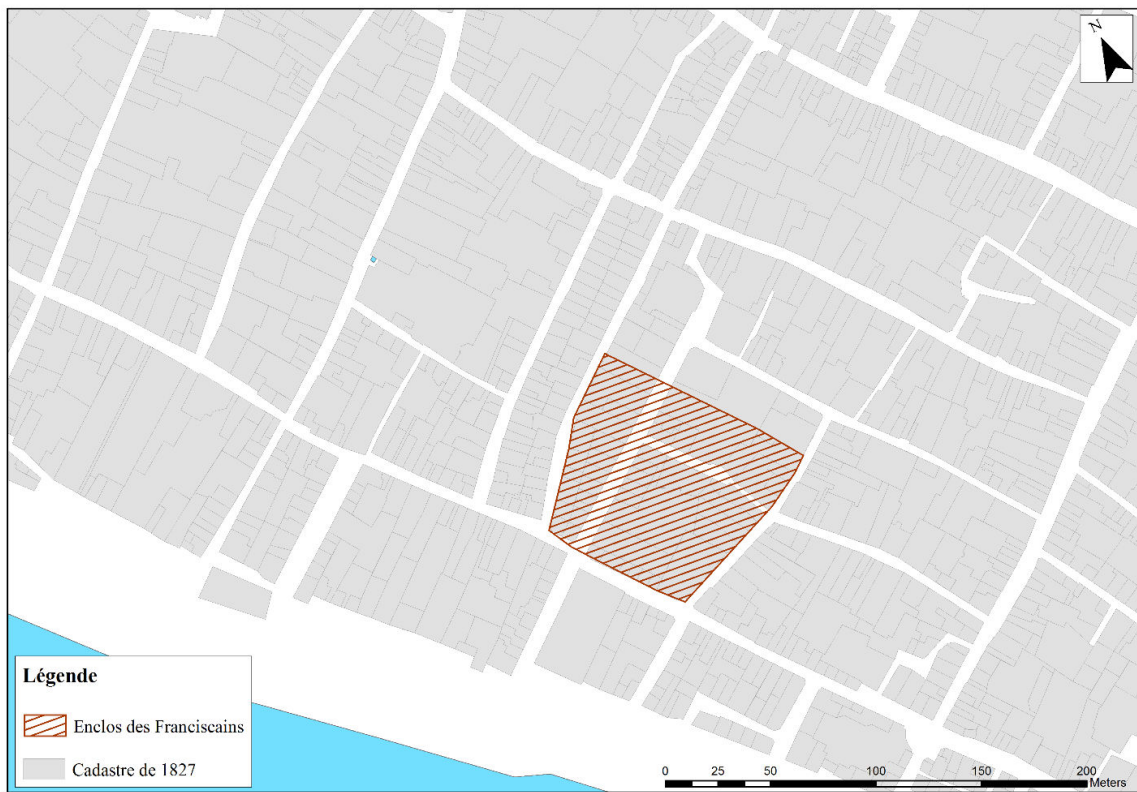 N
Légende
Enclos des Franciscains
Cadastre de 1827
0 25 50 100 150 200
Meters